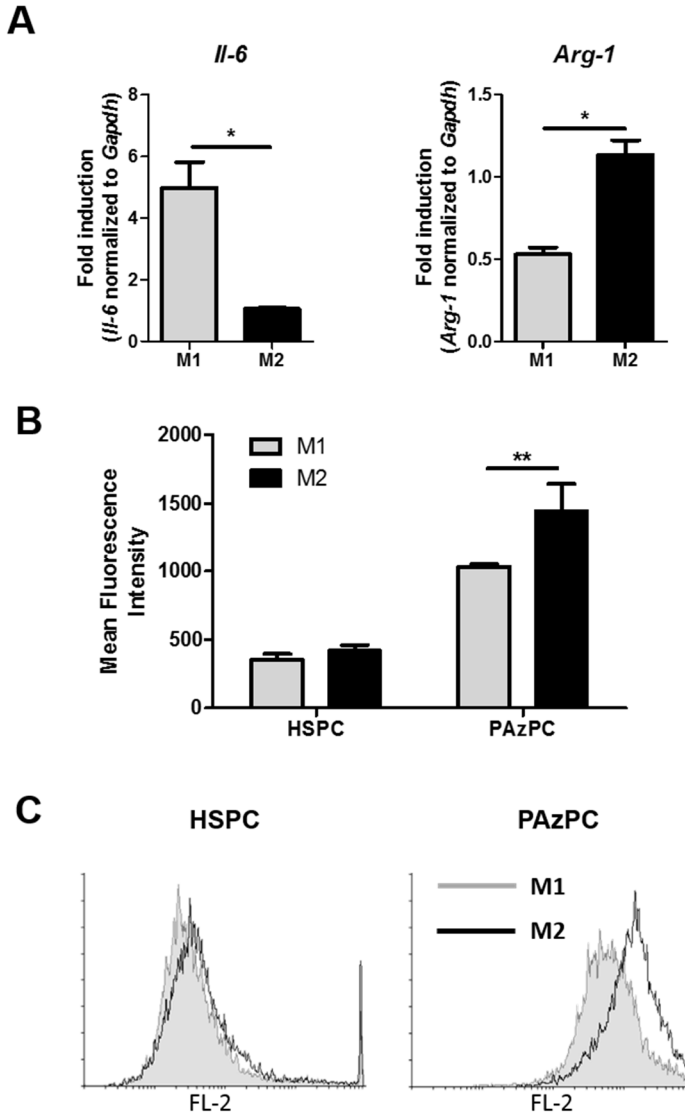 A
Il-6
Arg-1
Fold induction
(Il-6 normalized to Gapdh)
8
6
4
2
0
*
M1
M2
Fold induction
(Arg-1 normalized to Gapdh)
1.5
1.0
0.5
0.0
*
M1
M2
B
Mean Fluorescence
Intensity
2000
1500
1000
500
0
M1
M2
**
HSPC
PAzPC
C
HSPC
PAzPC
M1
M2
FL-2
FL-2